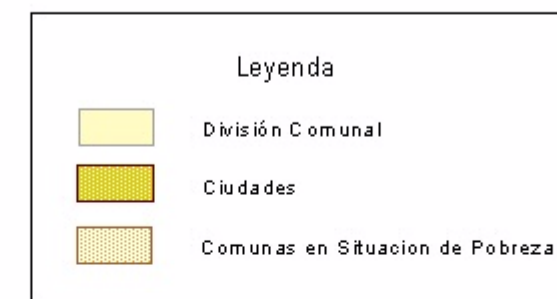 Leyenda
División Comunal
Ciudades
Comunas en Situacion de Pobreza